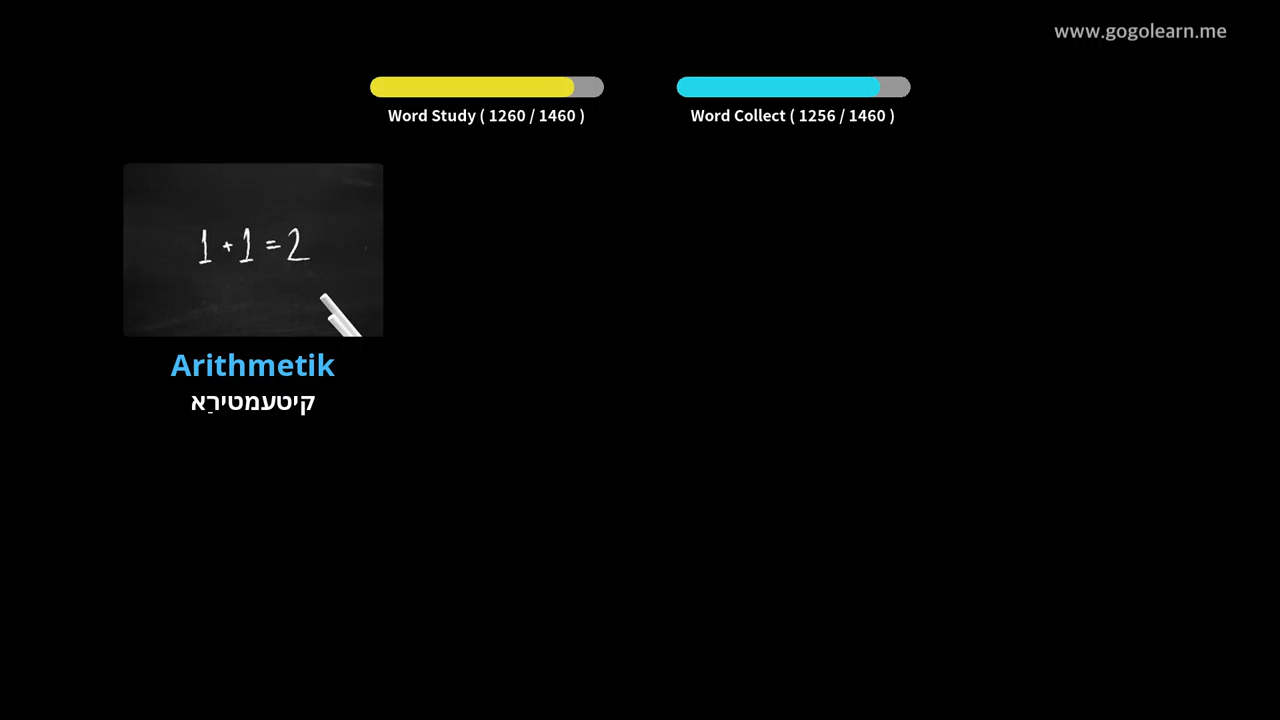 www.gogolearn.me
Word Study ( 1260 / 1460 )
Word Collect ( 1256 / 1460 )
1 + 1 = 2
Arithmetik
קיטעמטירַא